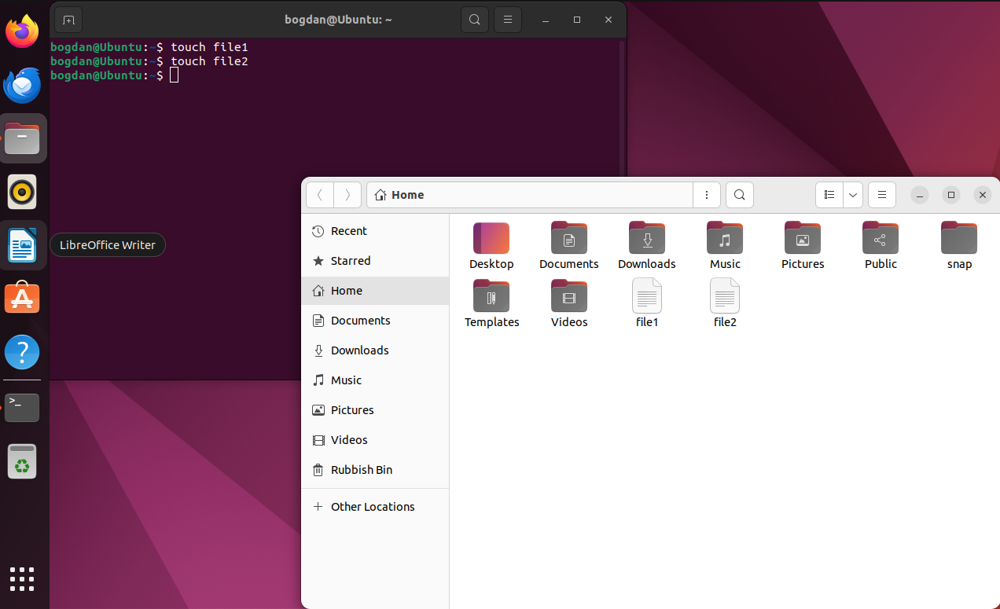 bogdan@Ubuntu: ~
bogdan@Ubuntu:~$ touch file1
bogdan@Ubuntu:~$ touch file2
bogdan@Ubuntu:~$
LibreOffice Writer
Home
Recent
Starred
Home
Documents
Downloads
Music
Pictures
Videos
Rubbish Bin
Other Locations
Desktop Documents Downloads Music Pictures Public snap
Templates Videos file1 file2